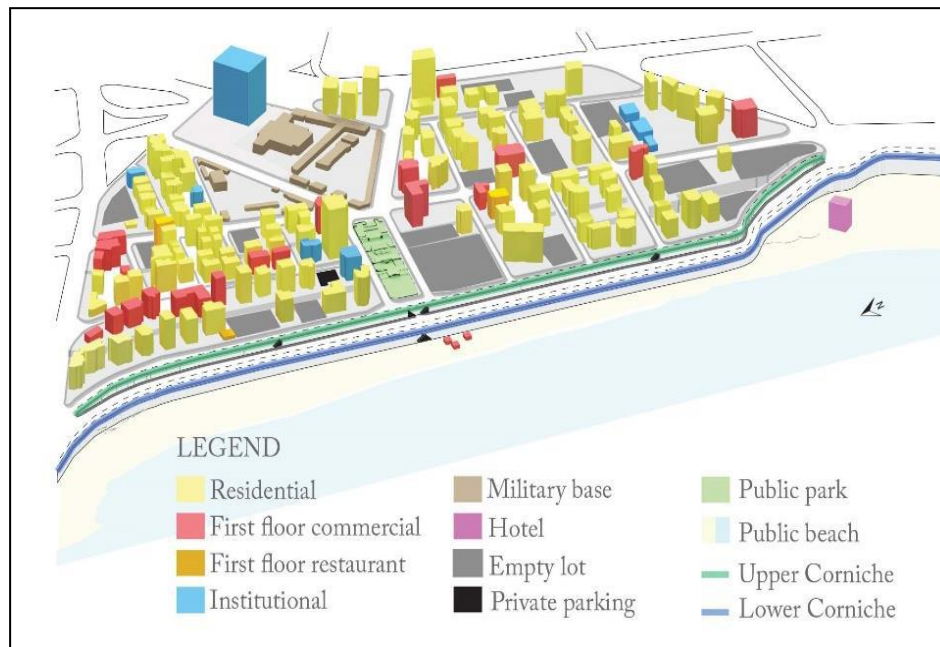 N
LEGEND
Residential
First floor commercial
First floor restaurant
Institutional
Military base
Hotel
Empty lot
Private parking
Public park
Public beach
Upper Corniche
Lower Corniche